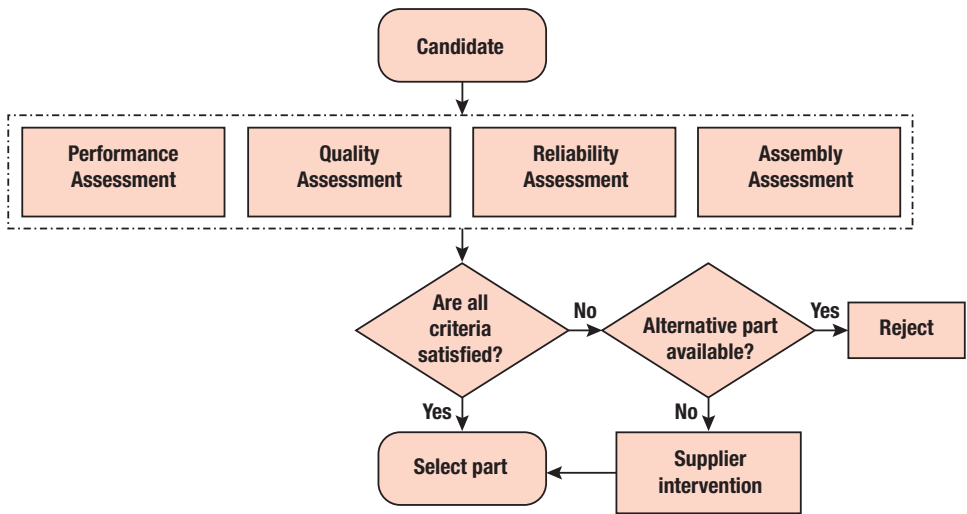 Candidate
Performance
Assessment
Quality
Assessment
Reliability
Assessment
Assembly
Assessment
Are all
criteria
satisfied?
No
Alternative part
available?
Yes
Reject
Yes
No
Select part
Supplier
intervention